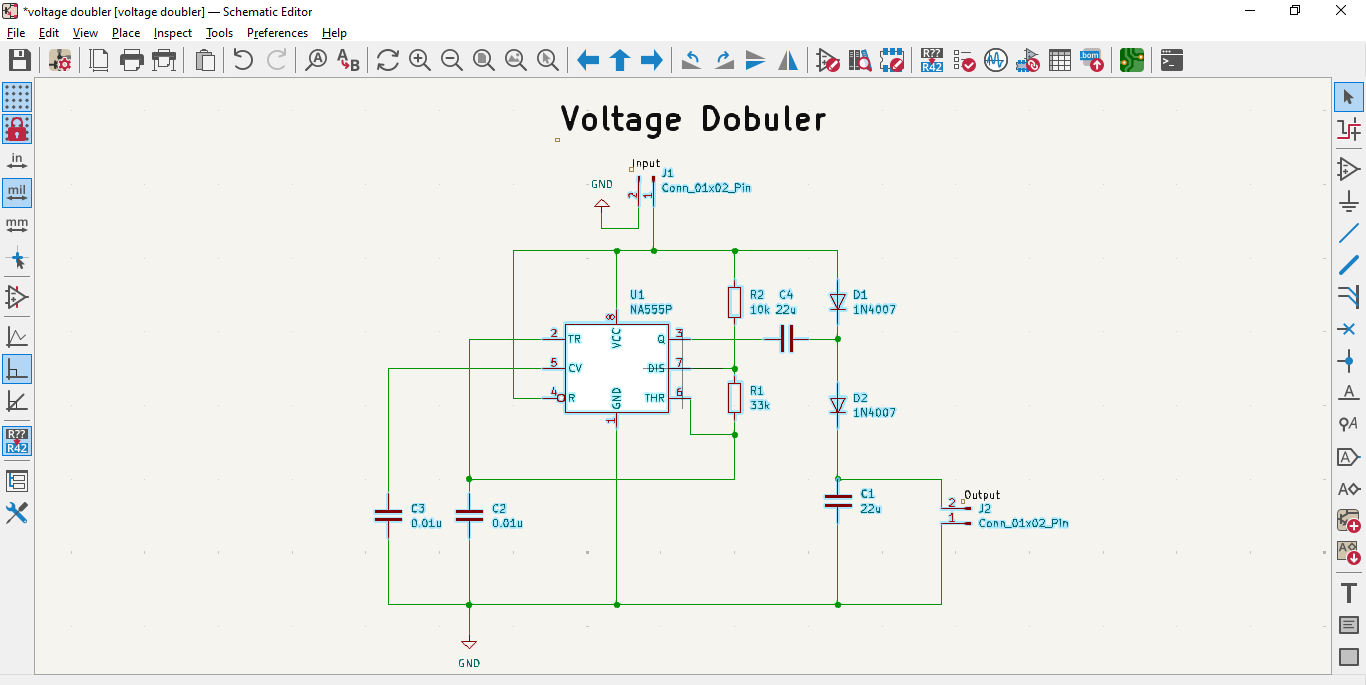 *voltage doubler [voltage doubler] — Schematic Editor
File Edit View Place Inspect Tools Preferences Help
A A B R?? R42 bom
Voltage Dobuler
in
mil
mm
R??
R42
Input
J1
GND
Conn_01x02_Pin
2 1
U1
NA555P
R2 C4
10k 22u
D1
1N4007
8
2 TR VCC Q 3
5 CV DIS 7
4 R GND THR 6
1
R1
33k
D2
1N4007
C3
0.01u
C2
0.01u
C1
22u
Output
2 J2
1 Conn_01x02_Pin
GND
A
A
A
A
A
T